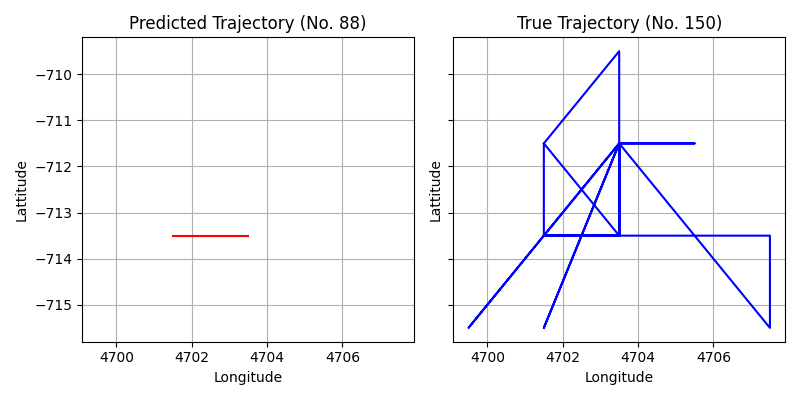 Predicted Trajectory (No. 88)
True Trajectory (No. 150)
−710
−711
−712
−713
−714
−715
Lattitude
Lattitude
4700 4702 4704 4706
4700 4702 4704 4706
Longitude
Longitude